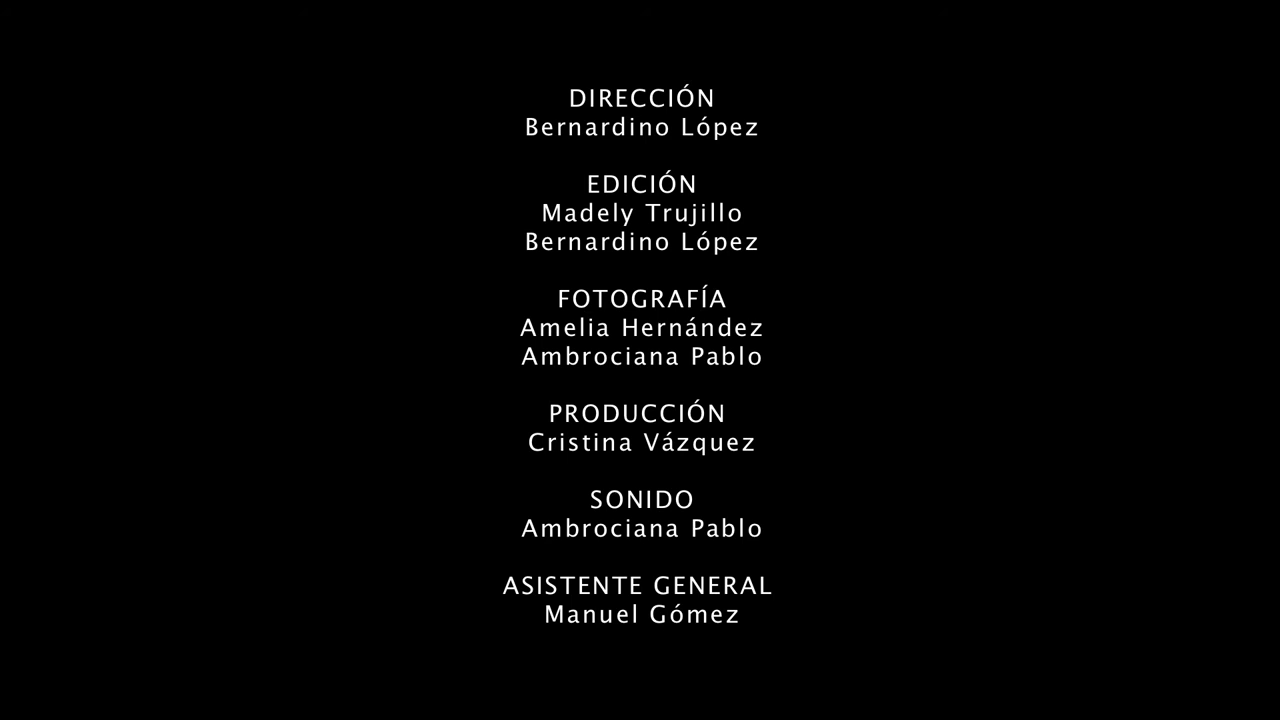 DIRECCIÓN
Bernardino López
EDICIÓN
Madely Trujillo
Bernardino López
FOTOGRAFÍA
Amelia Hernández
Ambrociana Pablo
PRODUCCIÓN
Cristina Vázquez
SONIDO
Ambrociana Pablo
ASISTENTE GENERAL
Manuel Gómez